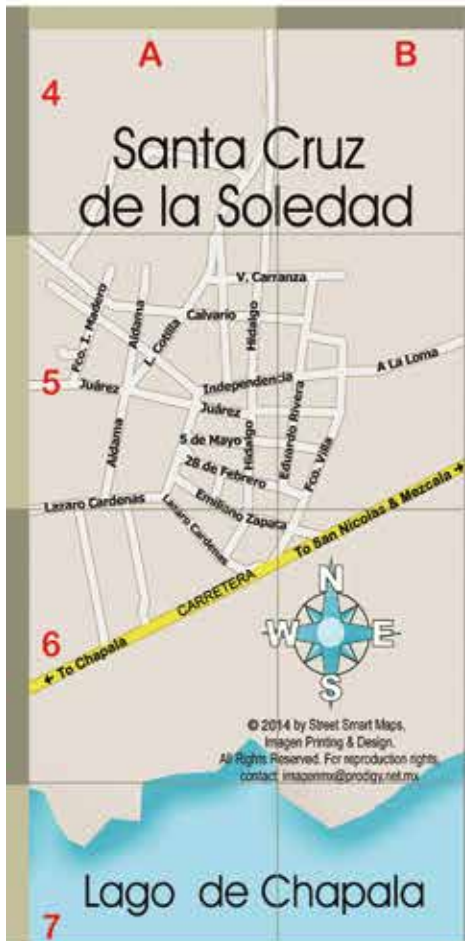 A
B
4
Santa Cruz
de la Soledad
V. Carranza
Calvario
Hidalgo
Fco. I. Madero
Aldama
L. Cotilla
5
A La Loma
Independencia
Juárez
Juárez
Eduardo Rivera
5 de Mayo
Hidalgo
Aldama
28 de Febrero
Fco. Villa
Lazaro Cardenas
Emiliano Zapata
Lazaro Cardenas
To San Nicolas & Mezcala →
CARRETERA
← To Chapala
6
N
W E
S
© 2014 by Street Smart Maps,
Imagen Printing & Design.
All Rights Reserved. For reproduction rights,
contact: imagenmx@prodigy.net.mx
Lago de Chapala
7